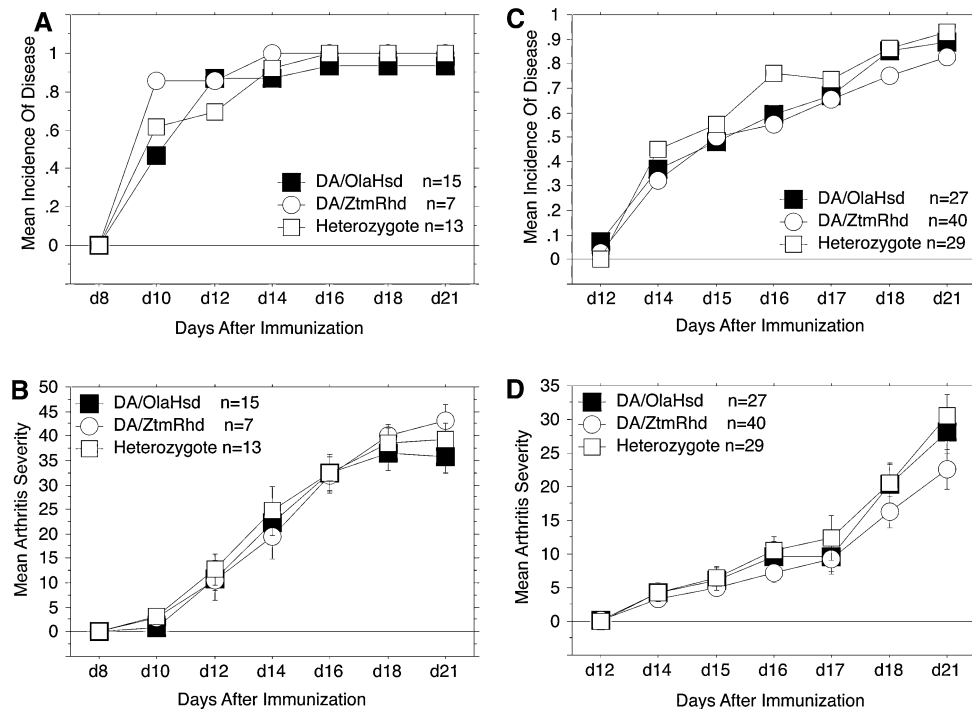 A
Mean Incidence Of Disease
1
.8
.6
.4
.2
0
DA/OlaHsd n=15
DA/ZtmRhd n=7
Heterozygote n=13
d8 d10 d12 d14 d16 d18 d21
Days After Immunization
C
Mean Incidence Of Disease
1
.9
.8
.7
.6
.5
.4
.3
.2
.1
0
DA/OlaHsd n=27
DA/ZtmRhd n=40
Heterozygote n=29
d12 d14 d15 d16 d17 d18 d21
Days After Immunization
B
Mean Arthritis Severity
50
45
40
35
30
25
20
15
10
5
0
DA/OlaHsd n=15
DA/ZtmRhd n=7
Heterozygote n=13
d8 d10 d12 d14 d16 d18 d21
Days After Immunization
D
Mean Arthritis Severity
35
30
25
20
15
10
5
0
DA/OlaHsd n=27
DA/ZtmRhd n=40
Heterozygote n=29
d12 d14 d15 d16 d17 d18 d21
Days After Immunization